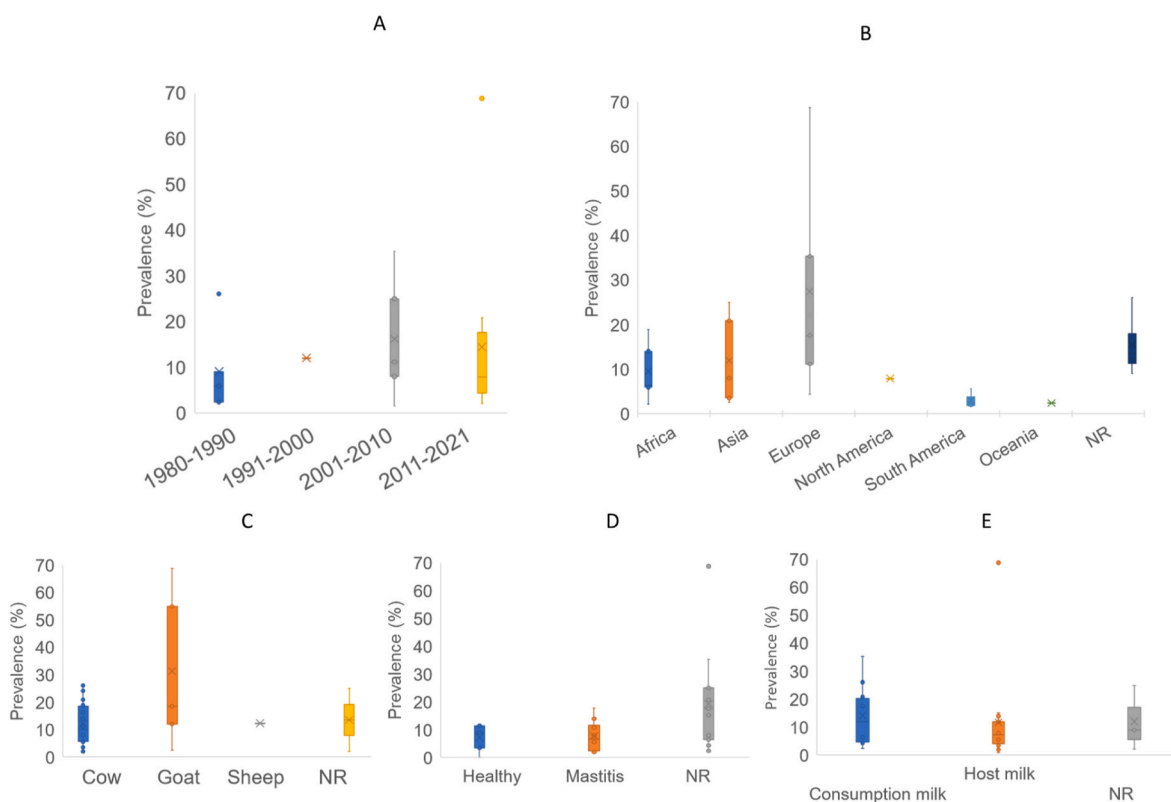 A
Prevalence (%)
70
60
50
40
30
20
10
0
1980-1990
1991-2000
2001-2010
2011-2021
B
Prevalence (%)
70
60
50
40
30
20
10
0
Africa
Asia
Europe
North America
South America
Oceania
NR
C
Prevalence (%)
70
60
50
40
30
20
10
0
Cow Goat Sheep NR
D
Prevalence (%)
70
60
50
40
30
20
10
0
Healthy Mastitis NR
E
Prevalence (%)
70
60
50
40
30
20
10
0
Host milk
Consumption milk NR